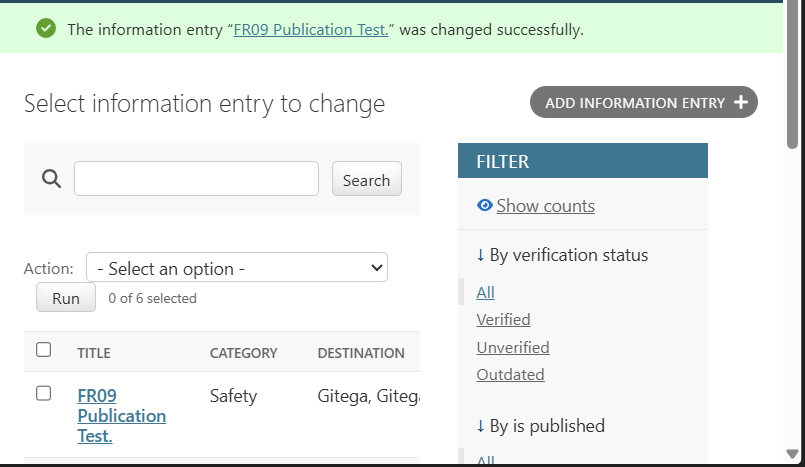 The information entry “FR09 Publication Test.” was changed successfully.
Select information entry to change
ADD INFORMATION ENTRY
Search
Action:
- Select an option -
Run
0 of 6 selected
TITLE CATEGORY DESTINATION
FR09
Publication
Test.
Safety
Gitega, Gitega
FILTER
Show counts
↓ By verification status
All
Verified
Unverified
Outdated
↓ By is published
All